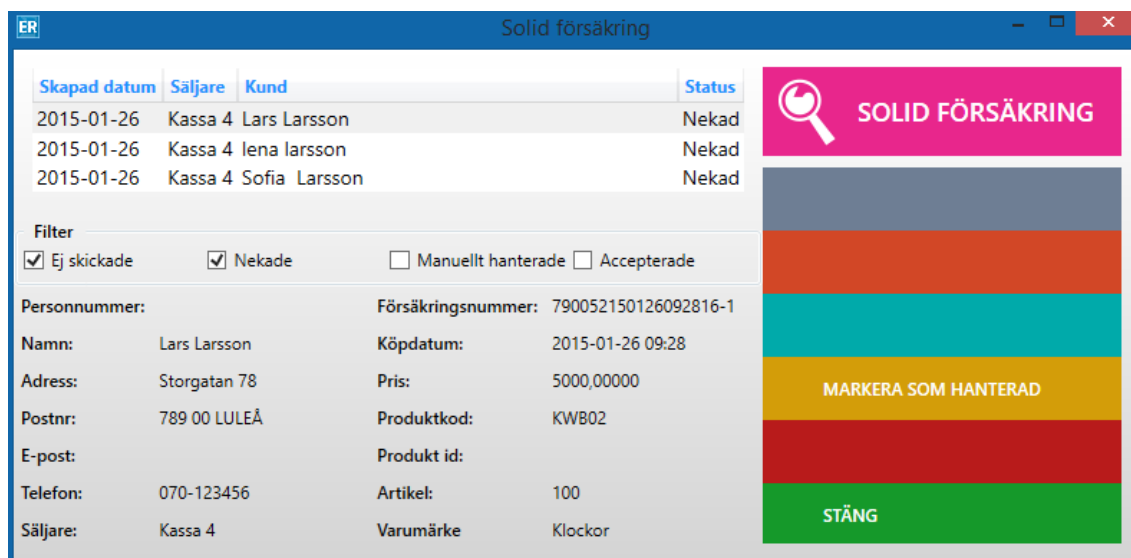 ER Solid försäkring
Skapad datum Säljare Kund Status
2015-01-26 Kassa 4 Lars Larsson Nekad
2015-01-26 Kassa 4 lena larsson Nekad
2015-01-26 Kassa 4 Sofia Larsson Nekad
SOLID FÖRSÄKRING
Filter
Ej skickade Nekade Manuellt hanterade Accepterade
Personnummer: Försäkringsnummer: 790052150126092816-1
Namn: Lars Larsson Köpdatum: 2015-01-26 09:28
Adress: Storgatan 78 Pris: 5000,00000
Postnr: 789 00 LULEÅ Produktkod: KWB02
E-post: Produkt id:
Telefon: 070-123456 Artikel: 100
Säljare: Kassa 4 Varumärke Klockor
MARKERA SOM HANTERAD
STÄNG